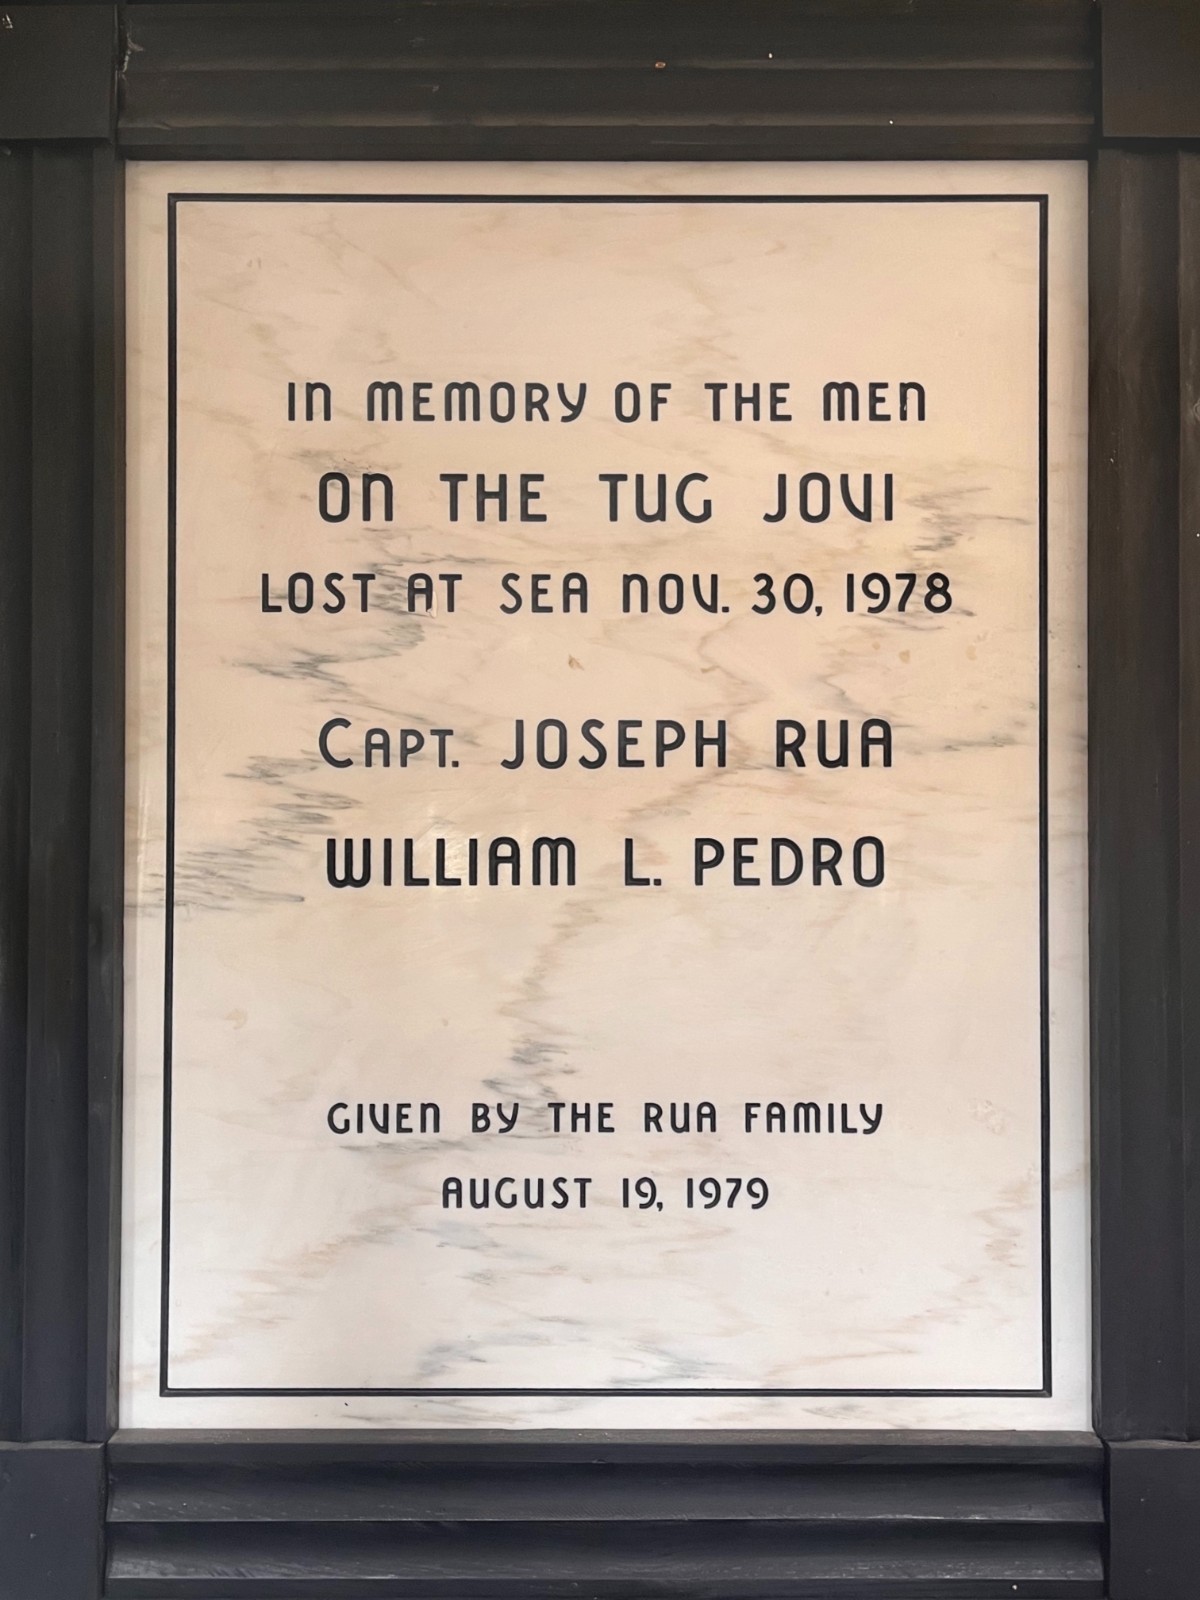 IN MEMORY OF THE MEN
ON THE TUG JOVI
LOST AT SEA NOV. 30, 1978
CAPT. JOSEPH RUA
WILLIAM L. PEDRO
GIVEN BY THE RUA FAMILY
AUGUST 19, 1979